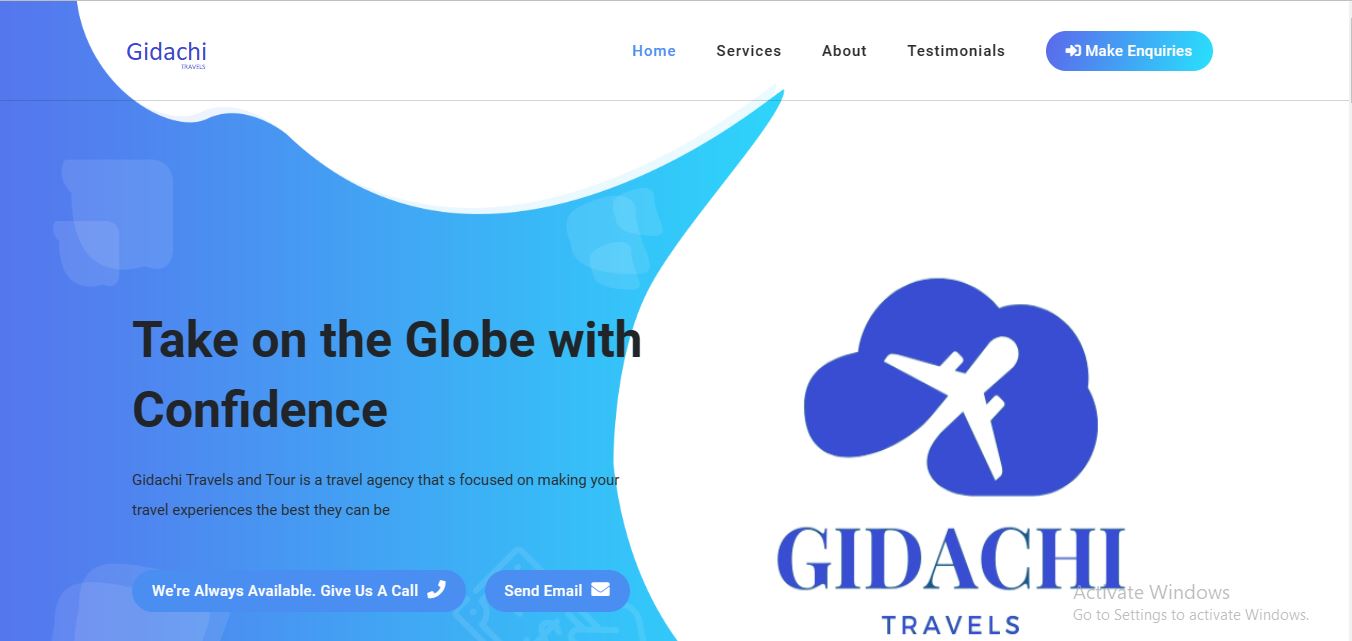 Gidachi
TRAVELS
Home
Services
About
Testimonials
Make Enquiries
Take on the Globe with
Confidence
Gidachi Travels and Tour is a travel agency that s focused on making your
travel experiences the best they can be
We're Always Available. Give Us A Call
Send Email
GIDACHI
TRAVELS
Activate Windows
Go to Settings to activate Windows.